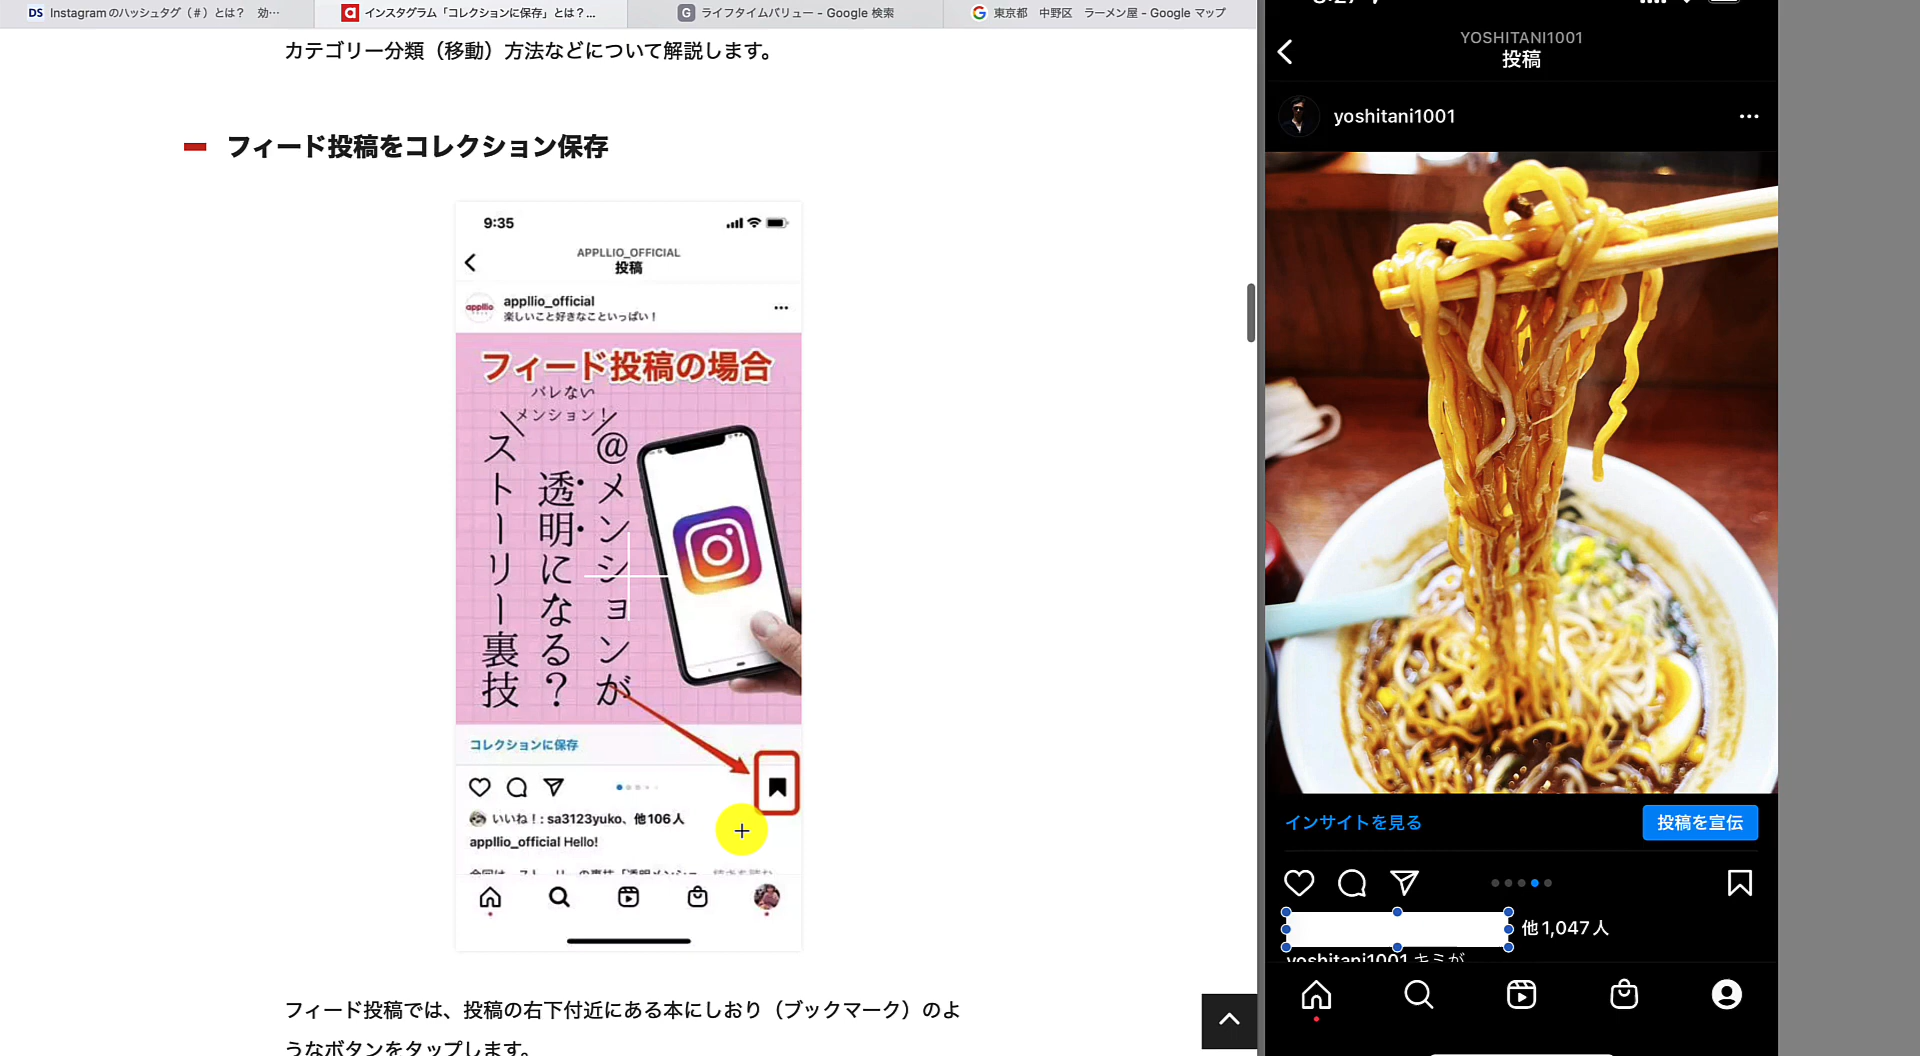 DS Instagramのハッシュタグ（#）とは？ 効…
インスタグラム「コレクションに保存」とは？…
G ライフタイムバリュー - Google 検索
G 東京都 中野区 ラーメン屋 - Google マップ
カテゴリー分類（移動）方法などについて解説します。
フィード投稿をコレクション保存
9:35
APPLLIO_OFFICIAL
投稿
appllio
appllio_official
楽しいこと好きなこといっぱい！
フィード投稿の場合
バレない
メンション！
@メンションが
透明になる？
ストーリー裏技
コレクションに保存
いいね！: sa3123yuko、他106人
appllio_official Hello!
フィード投稿では、投稿の右下付近にある本にしおり（ブックマーク）のよ
うなボタンをタップします。
YOSHITANI1001
投稿
yoshitani1001
インサイトを見る
投稿を宣伝
他1,047人
yoshitani1001 キミが